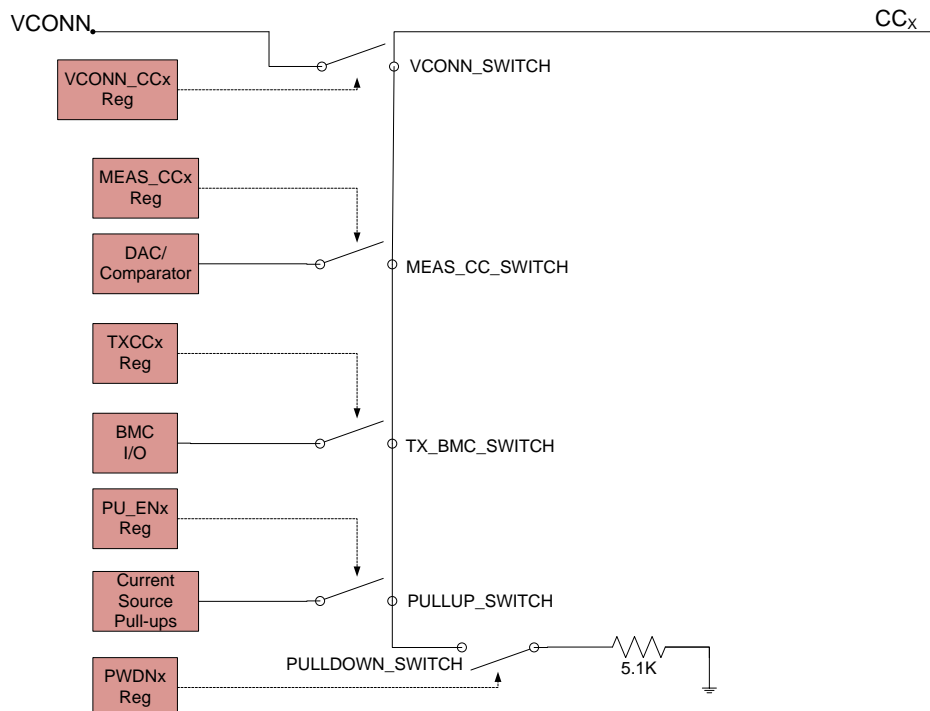 VCONN
CCX
VCONN_CCx
Reg
VCONN_SWITCH
MEAS_CCx
Reg
DAC/
Comparator
MEAS_CC_SWITCH
TXCCx
Reg
BMC
I/O
TX_BMC_SWITCH
PU_ENx
Reg
Current
Source
Pull-ups
PULLUP_SWITCH
PULLDOWN_SWITCH
5.1K
PWDNx
Reg